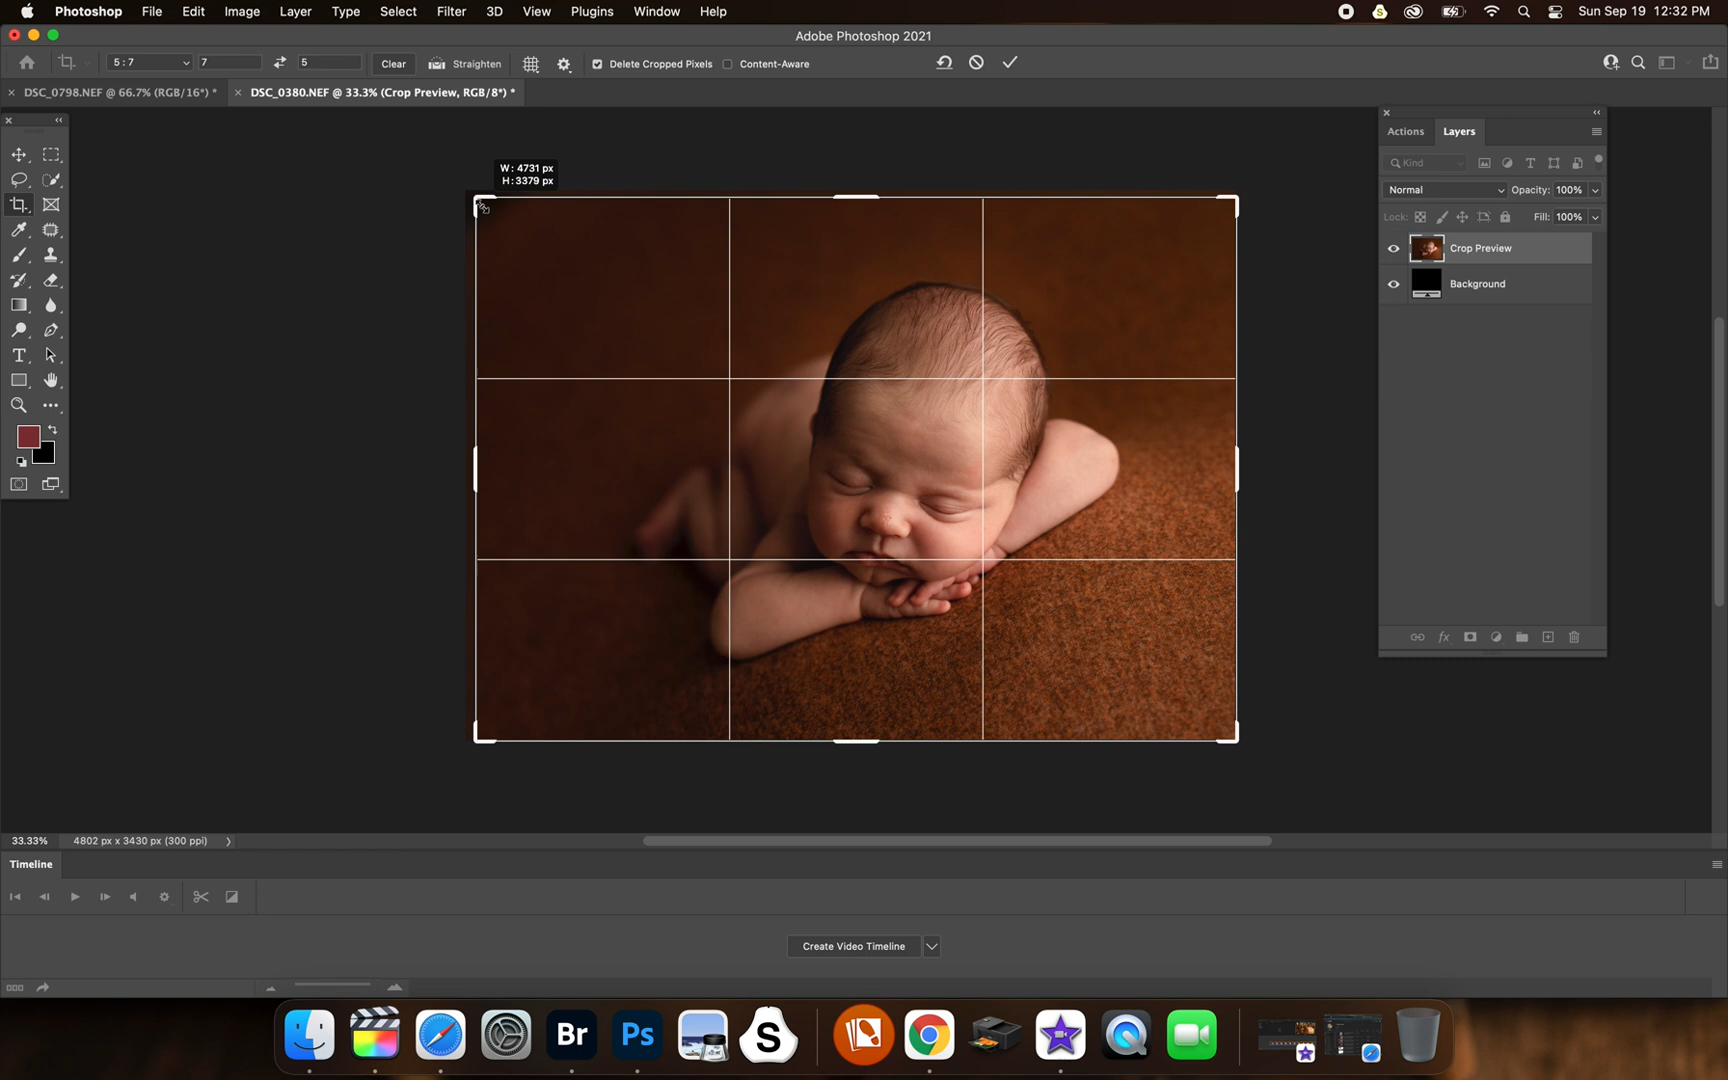 Photoshop File Edit Image Layer Type Select Filter 3D View Plugins Window Help Sun Sep 19 12:32 PM
Adobe Photoshop 2021
5 : 7 7 5 Clear Straighten Delete Cropped Pixels Content-Aware
DSC_0798.NEF @ 66.7% (RGB/16*) * DSC_0380.NEF @ 33.3% (Crop Preview, RGB/8*) *
Actions Layers
Kind
W: 4731 px
H: 3379 px
Normal Opacity: 100%
Lock: Fill: 100%
Crop Preview
Background
33.33% 4802 px x 3430 px (300 ppi)
Timeline
Create Video Timeline
Br Ps S